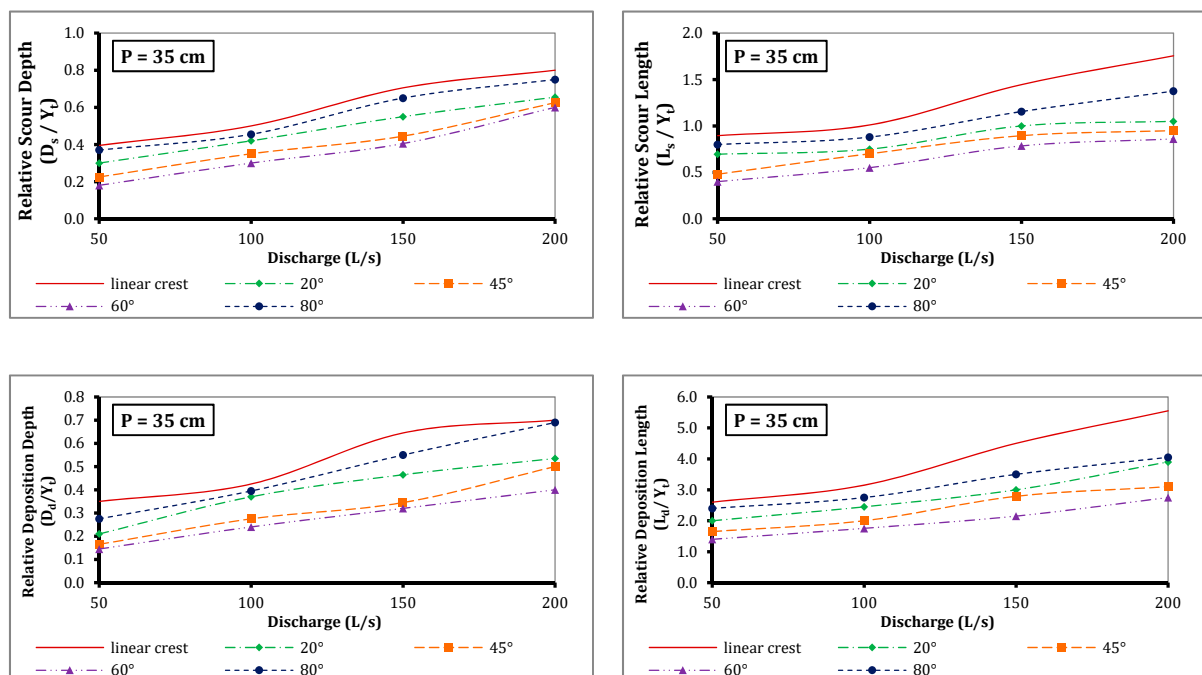 P = 35 cm
Relative Scour Depth
(Ds / Yt)
1.0
0.8
0.6
0.4
0.2
0.0
50 100 150 200
Discharge (L/s)
linear crest 20° 45°
60° 80°
P = 35 cm
Relative Scour Length
(Ls / Yt)
2.0
1.5
1.0
0.5
0.0
50 100 150 200
Discharge (L/s)
linear crest 20° 45°
60° 80°
P = 35 cm
Relative Deposition Depth
(Dd/Yt)
0.8
0.7
0.6
0.5
0.4
0.3
0.2
0.1
0.0
50 100 150 200
Discharge (L/s)
linear crest 20° 45°
60° 80°
P = 35 cm
Relative Deposition Length
(Ld/Yt)
6.0
5.0
4.0
3.0
2.0
1.0
0.0
50 100 150 200
Discharge (L/s)
linear crest 20° 45°
60° 80°